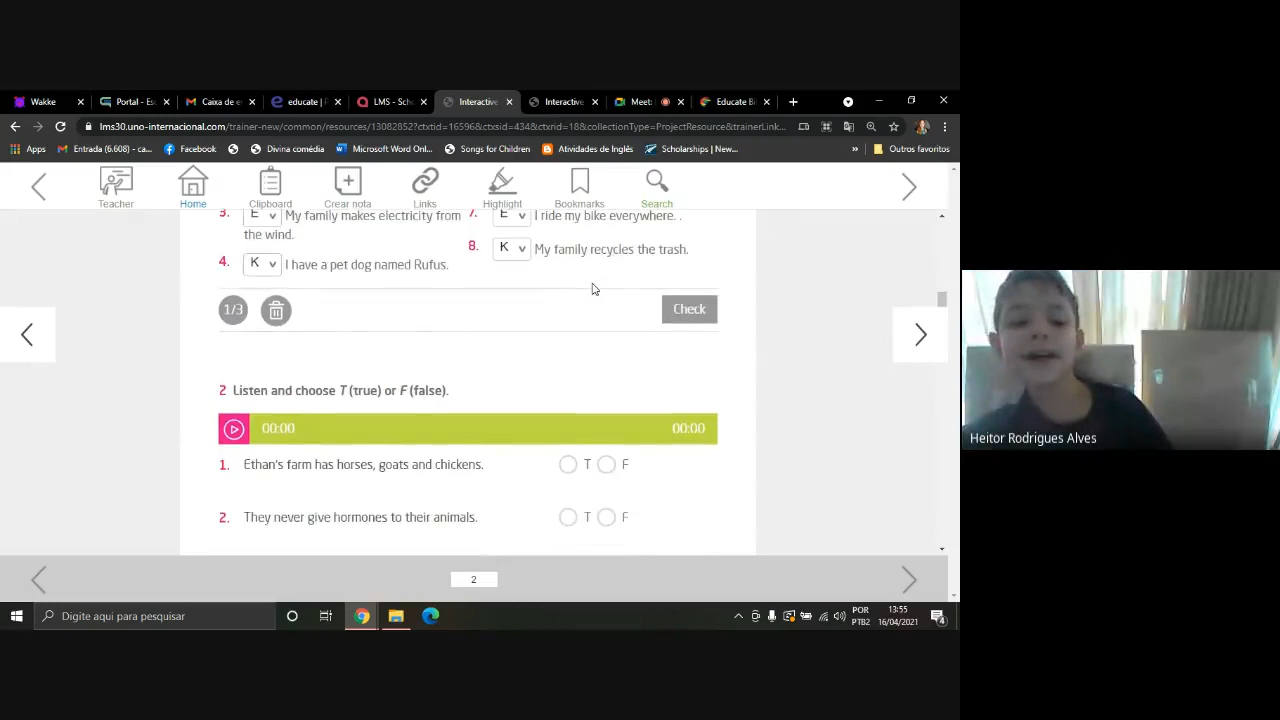 Wakke
Portal - Es
Caixa de e
educate | F
LMS - Scho
Interactive
Interactive
Meet:
Educate B
lms30.uno-internacional.com/trainer-new/common/resources/13082852?ctxtid=16596&ctxsid=434&ctxrid=18&collectionType=ProjectResource&trainerLink...
Apps
Entrada (6.608) - ca...
Facebook
Divina comédia
Microsoft Word Onl...
Songs for Children
Atividades de Inglês
Scholarships | New...
»
Outros favoritos
Teacher
Home
Clipboard
Crear nota
Links
Highlight
Bookmarks
Search
3. E My family makes electricity from
the wind.
4. K I have a pet dog named Rufus.
7. E I ride my bike everywhere. .
8. K My family recycles the trash.
1/3
Check
2 Listen and choose T (true) or F (false).
00:00 00:00
1. Ethan's farm has horses, goats and chickens. T F
2. They never give hormones to their animals. T F
2
Digite aqui para pesquisar
POR
PTB2
13:55
16/04/2021
4
Heitor Rodrigues Alves